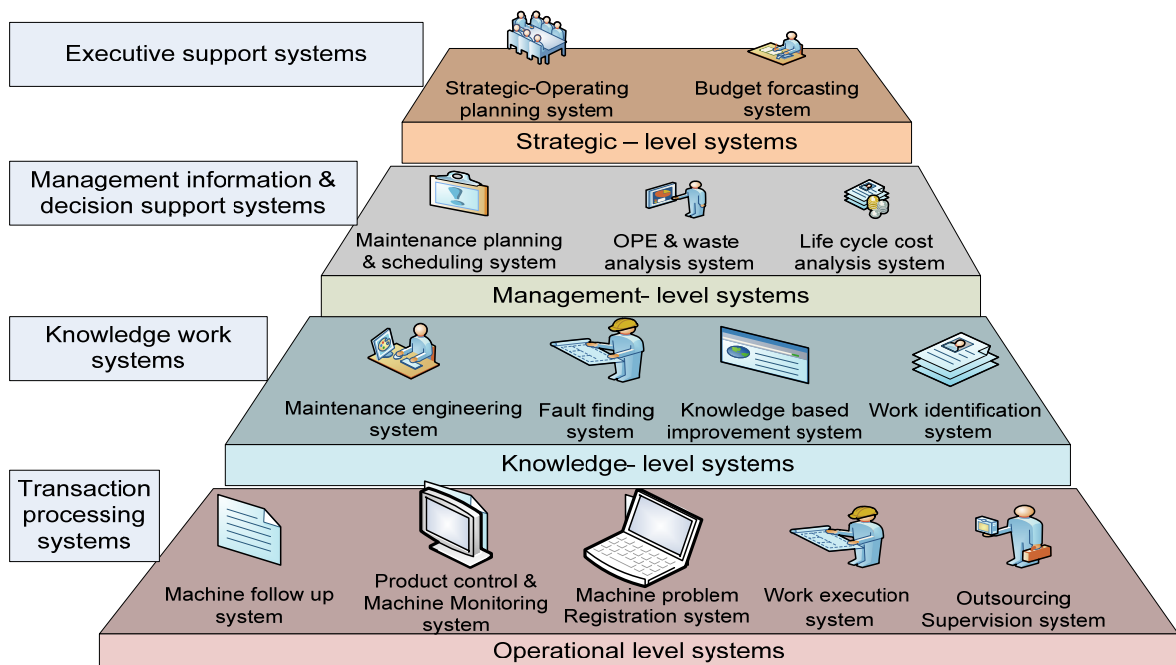 Executive support systems
Strategic-Operating
planning system
Budget forcasting
system
Strategic – level systems
Management information &
decision support systems
Maintenance planning
& scheduling system
OPE & waste
analysis system
Life cycle cost
analysis system
Management- level systems
Knowledge work
systems
Maintenance engineering
system
Fault finding
system
Knowledge based
improvement system
Work identification
system
Knowledge- level systems
Transaction
processing
systems
Machine follow up
system
Product control &
Machine Monitoring
system
Machine problem
Registration system
Work execution
system
Outsourcing
Supervision system
Operational level systems